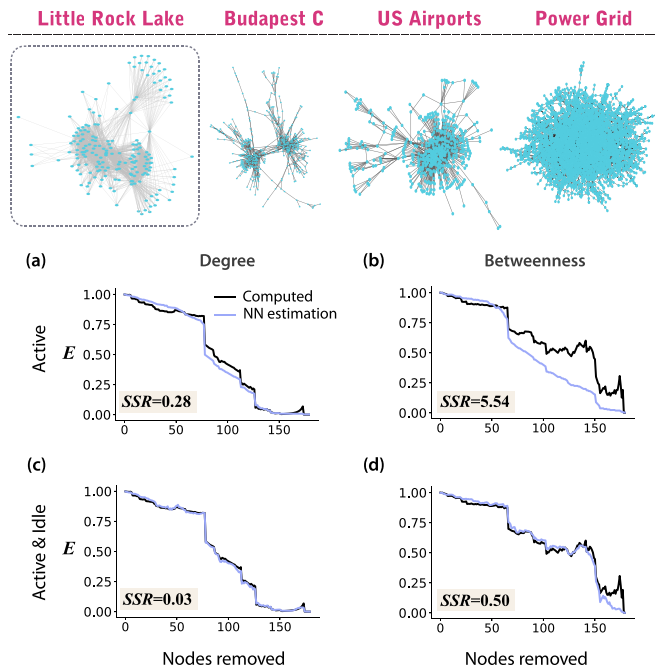 Little Rock Lake Budapest C US Airports Power Grid
(a) Degree (b) Betweenness
Active
E
1.00
0.75
0.50
0.25
0.00
Computed
NN estimation
SSR=0.28
0 50 100 150
1.00
0.75
0.50
0.25
0.00
SSR=5.54
0 50 100 150
(c) (d)
Active & Idle
E
1.00
0.75
0.50
0.25
0.00
SSR=0.03
0 50 100 150
1.00
0.75
0.50
0.25
0.00
SSR=0.50
0 50 100 150
Nodes removed Nodes removed